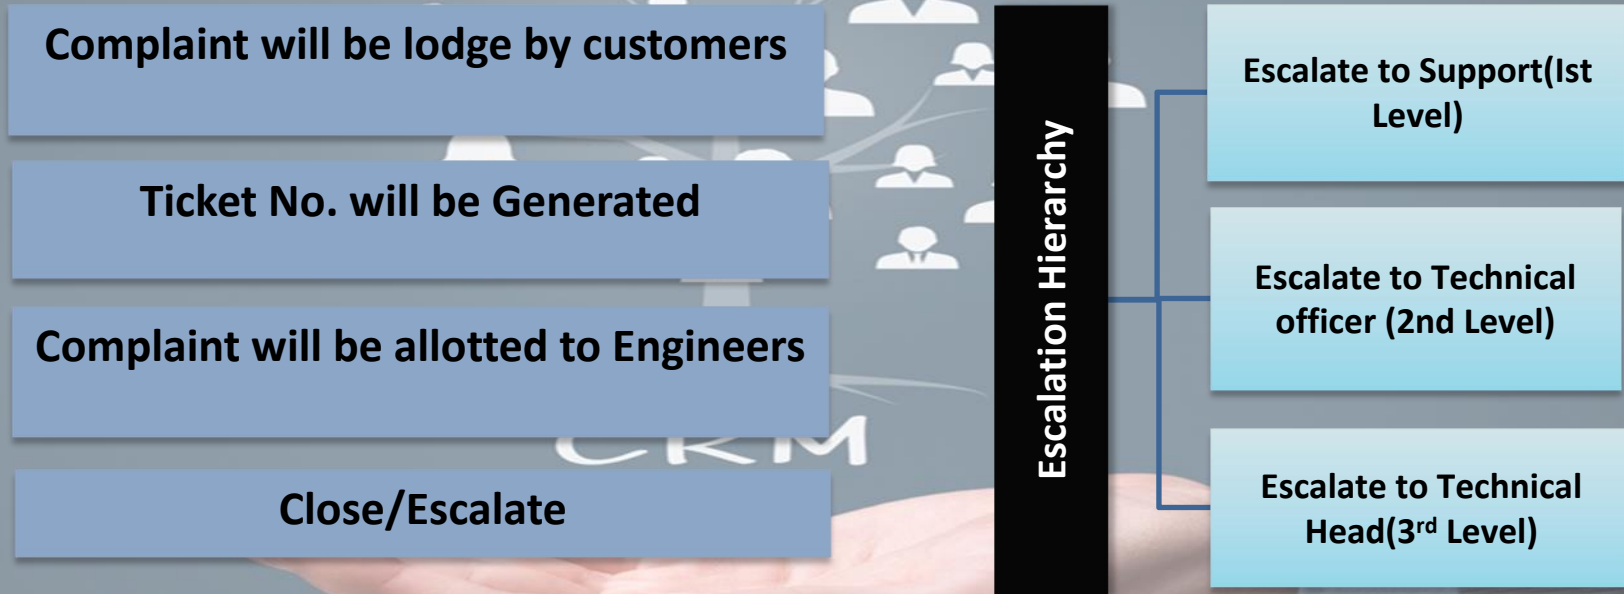 Complaint will be lodge by customers
Ticket No. will be Generated
Complaint will be allotted to Engineers
Close/Escalate
CRM
Escalation Hierarchy
Escalate to Support(Ist
Level)
Escalate to Technical
officer (2nd Level)
Escalate to Technical
Head(3rd Level)